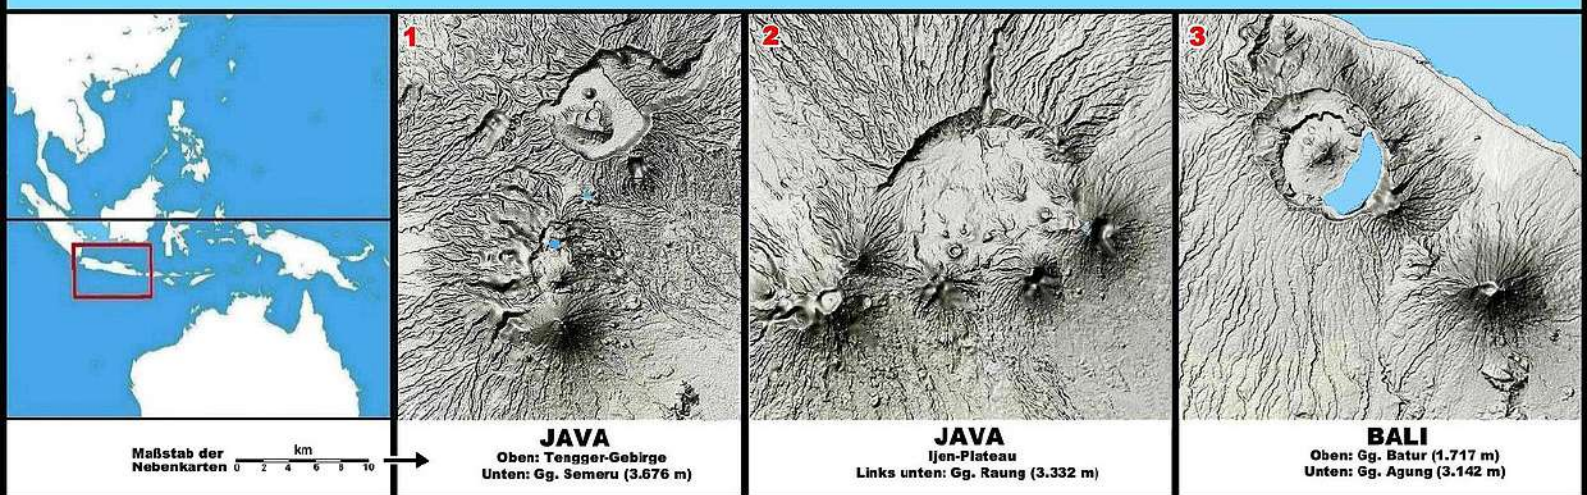 1
2
3
Maßstab der
Nebenkarten
km
0 2 4 6 8 10
JAVA
Oben: Tengger-Gebirge
Unten: Gg. Semeru (3.676 m)
JAVA
Ijen-Plateau
Links unten: Gg. Raung (3.332 m)
BALI
Oben: Gg. Batur (1.717 m)
Unten: Gg. Agung (3.142 m)